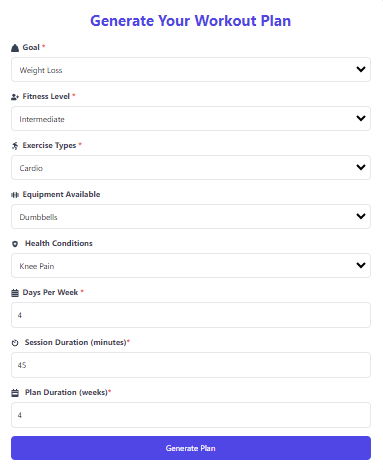 Generate Your Workout Plan
Goal *
Weight Loss
Fitness Level *
Intermediate
Exercise Types *
Cardio
Equipment Available
Dumbbells
Health Conditions
Knee Pain
Days Per Week *
4
Session Duration (minutes)*
45
Plan Duration (weeks)*
4
Generate Plan